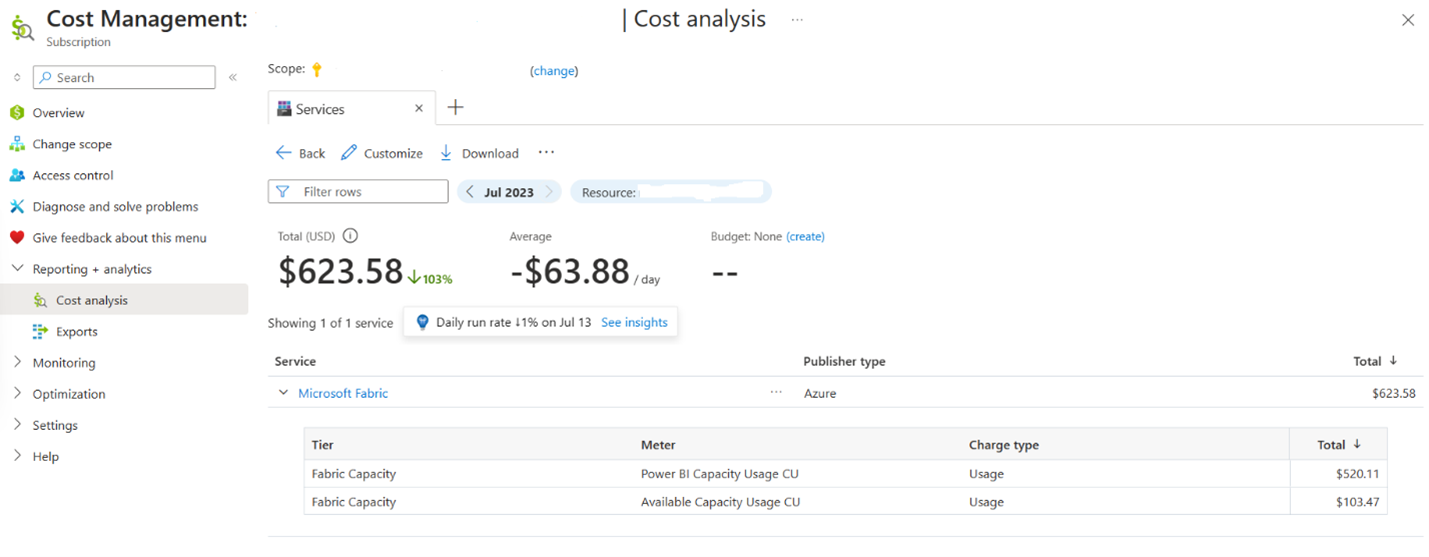 Cost Management: | Cost analysis ...
Subscription
Search «
Overview
Change scope
Access control
Diagnose and solve problems
Give feedback about this menu
Reporting + analytics
Cost analysis
Exports
Monitoring
Optimization
Settings
Help
Scope: (change)
Services
Back Customize Download ...
Filter rows Jul 2023 Resource:
Total (USD) Average Budget: None (create)
$623.58 ↓103% -$63.88 / day --
Showing 1 of 1 service Daily run rate ↓1% on Jul 13 See insights
Service Publisher type Total ↓
Microsoft Fabric ... Azure $623.58
Tier Meter Charge type Total ↓
Fabric Capacity Power BI Capacity Usage CU Usage $520.11
Fabric Capacity Available Capacity Usage CU Usage $103.47